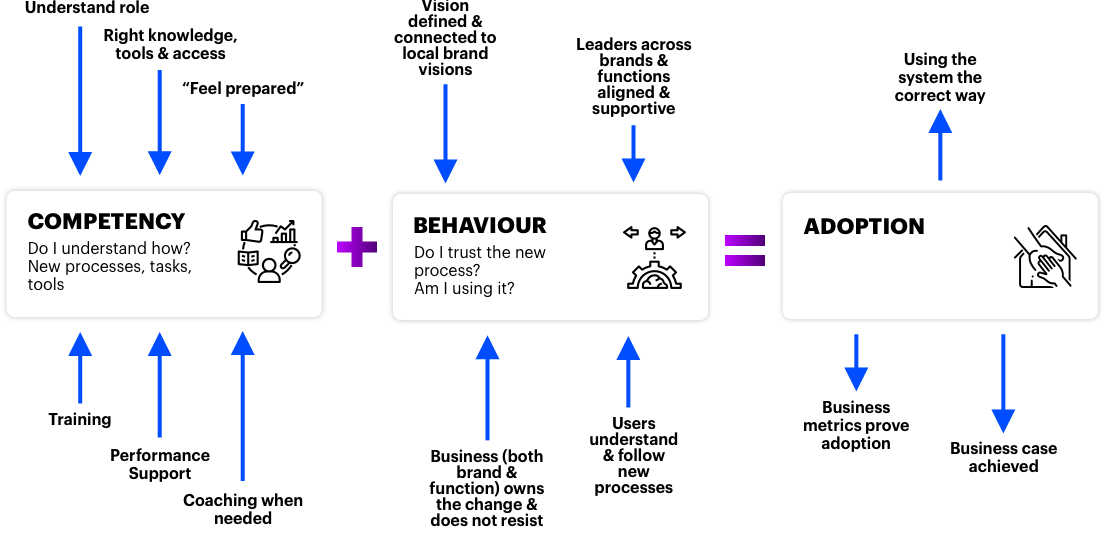 Understand role
Right knowledge,
tools & access
“Feel prepared”
Vision
defined &
connected to
local brand
visions
Leaders across
brands &
functions
aligned &
supportive
Using the
system the
correct way
COMPETENCY
Do I understand how?
New processes, tasks,
tools
+
BEHAVIOUR
Do I trust the new
process?
Am I using it?
=
ADOPTION
Training
Performance
Support
Coaching when
needed
Business (both
brand &
function) owns
the change &
does not resist
Users
understand
& follow
new
processes
Business
metrics prove
adoption
Business case
achieved